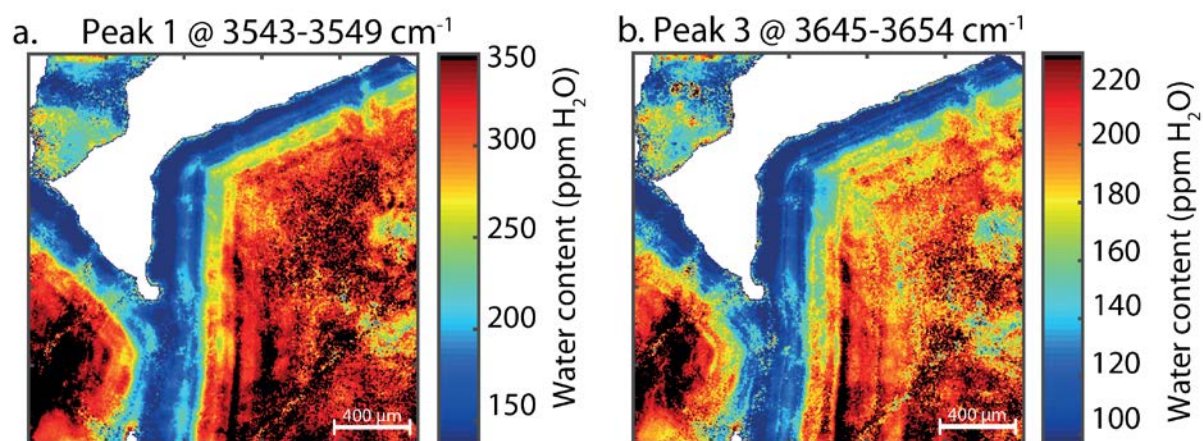 a. Peak 1 @ 3543-3549 cm⁻¹
350
300
250
200
150
Water content (ppm H₂O)
400 µm
b. Peak 3 @ 3645-3654 cm⁻¹
220
200
180
160
140
120
100
Water content (ppm H₂O)
400 µm